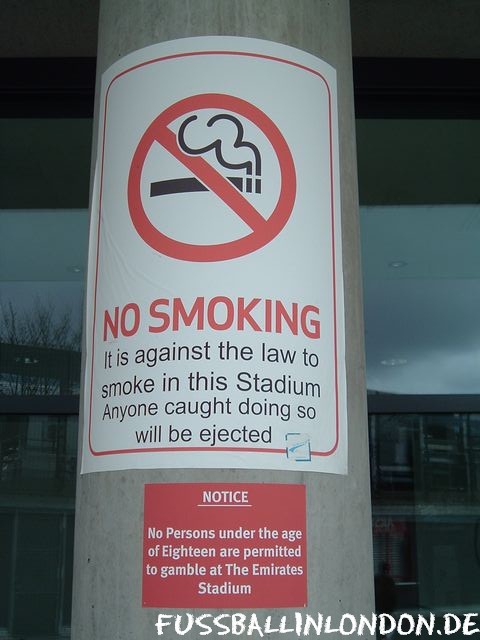 NO SMOKING
It is against the law to
smoke in this Stadium
Anyone caught doing so
will be ejected
NOTICE
No Persons under the age
of Eighteen are permitted
to gamble at The Emirates
Stadium
FUSSBALLINLONDON.DE